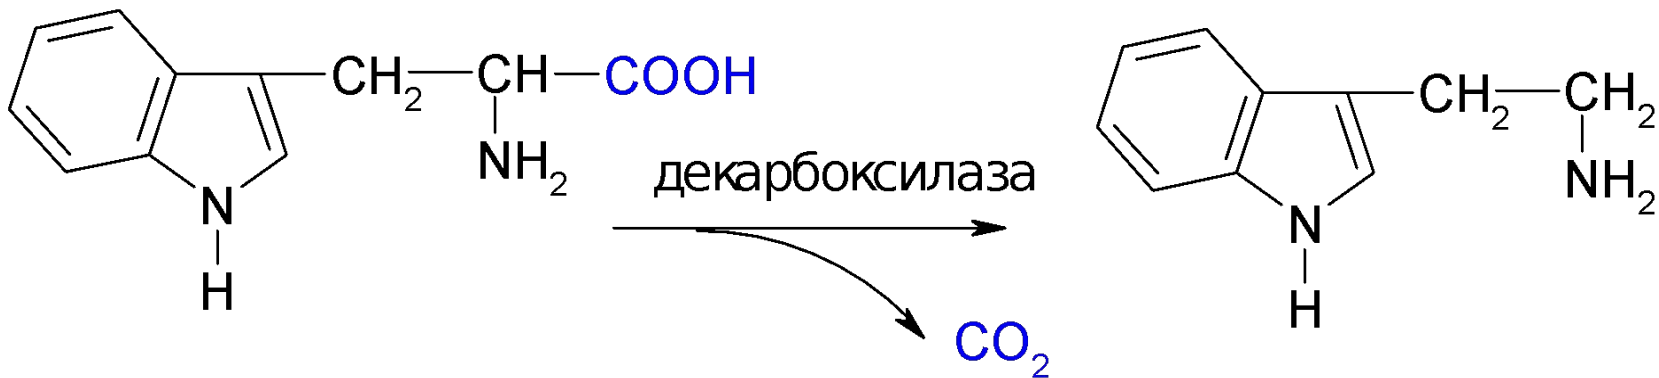 CH₂ CH COOH
NH₂
N
H
декарбоксилаза
CO₂
CH₂ CH₂
NH₂
N
H